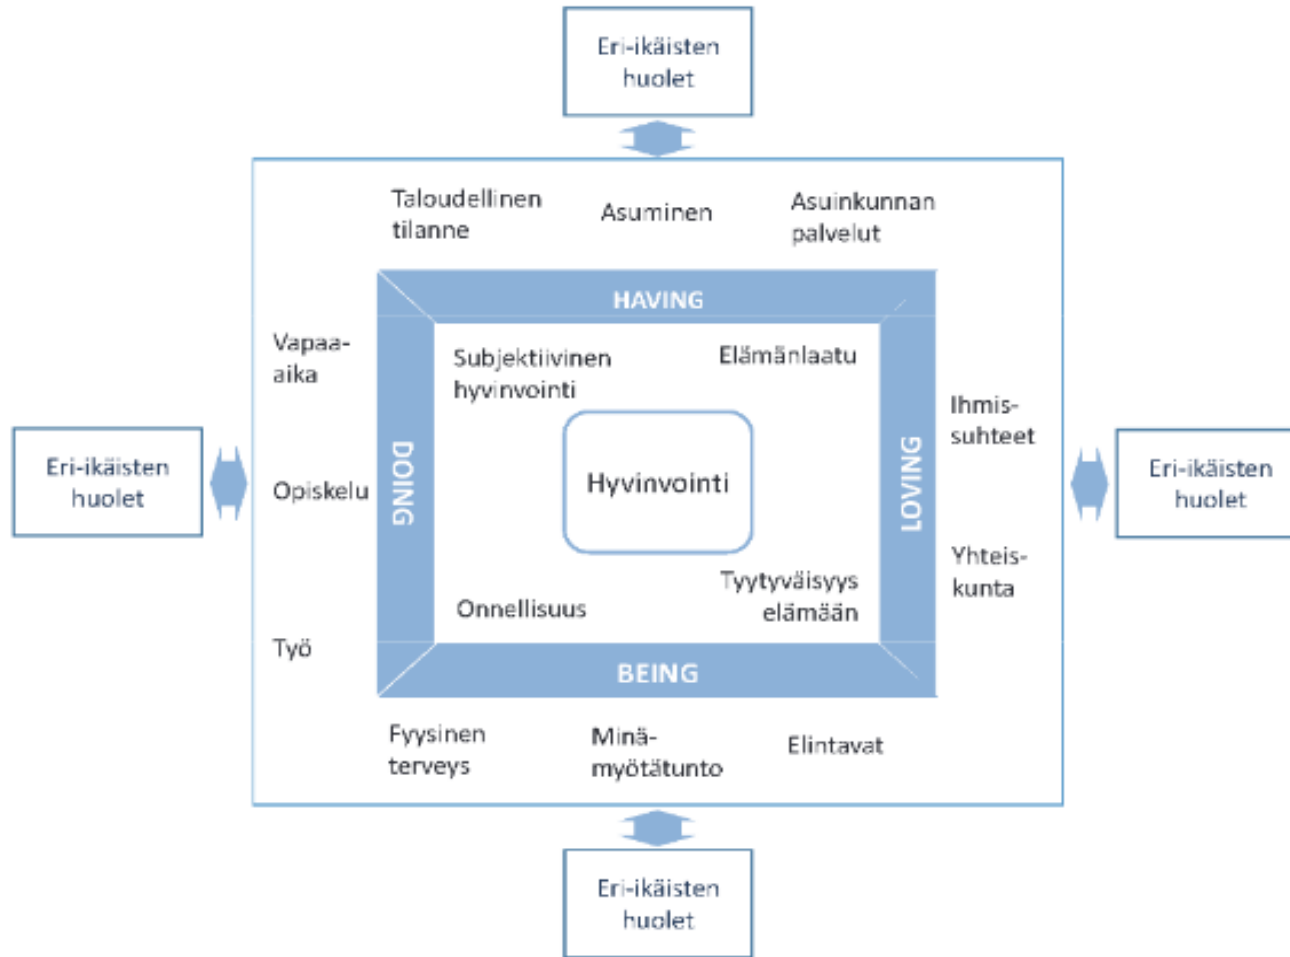 Eri-ikäisten
huolet
Taloudellinen
tilanne
Asuminen
Asuinkunnan
palvelut
HAVING
Vapaa-
aika
Subjektiivinen
hyvinvointi
Elämänlaatu
Ihmis-
suhteet
Eri-ikäisten
huolet
Opiskelu
DOING
Hyvinvointi
LOVING
Eri-ikäisten
huolet
Yhteis-
kunta
Onnellisuus
Tyytyväisyys
elämään
Työ
BEING
Fyysinen
terveys
Minä-
myötätunto
Elintavat
Eri-ikäisten
huolet